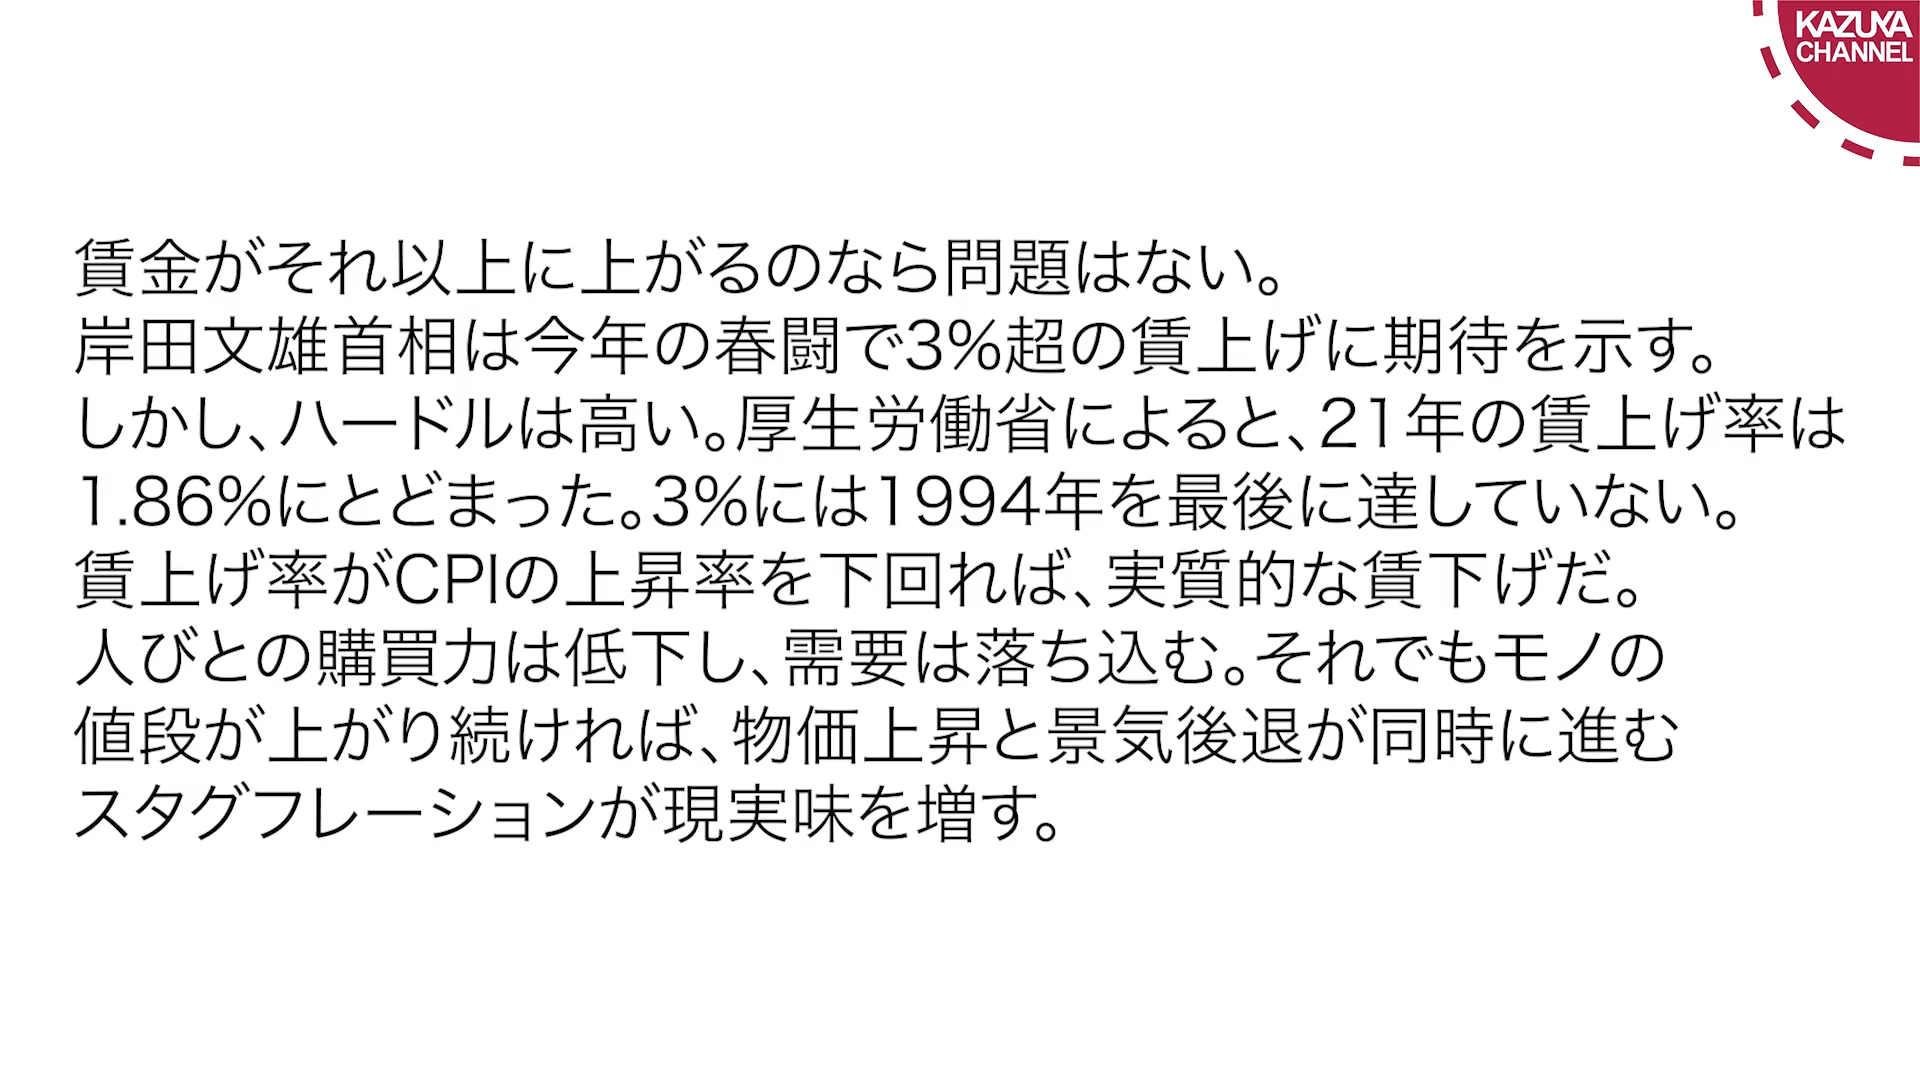 KAZUYA
CHANNEL
賃金がそれ以上に上がるのなら問題はない。
岸田文雄首相は今年の春闘で3%超の賃上げに期待を示す。
しかし、ハードルは高い。厚生労働省によると、21年の賃上げ率は
1.86%にとどまった。3%には1994年を最後に達していない。
賃上げ率がCPIの上昇率を下回れば、実質的な賃下げだ。
人びとの購買力は低下し、需要は落ち込む。それでもモノの
値段が上がり続ければ、物価上昇と景気後退が同時に進む
スタグフレーションが現実味を増す。